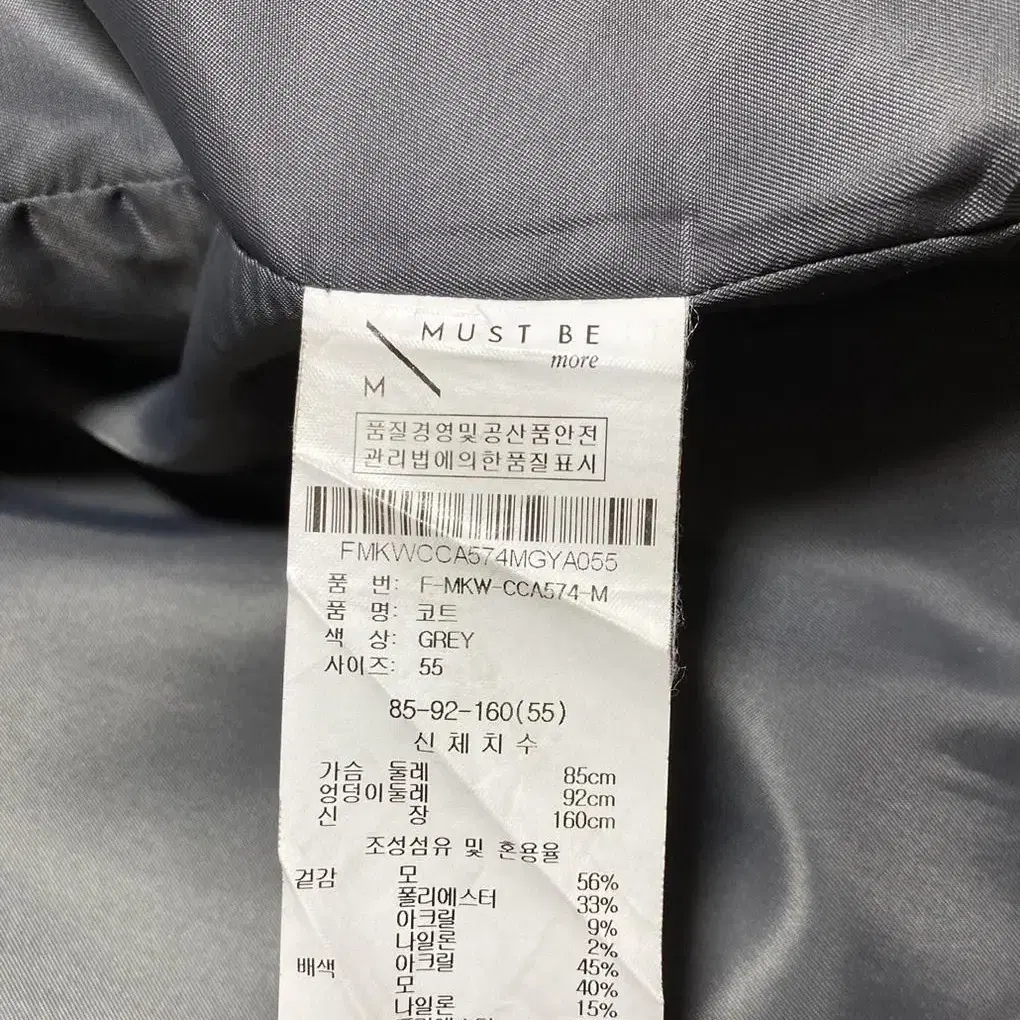 MUST BE
more
M
품질경영및공산품안전
관리법에의한품질표시
FMKWCCA574MGYA055
품 번: F-MKW-CCA574-M
품 명: 코트
색 상: GREY
사이즈: 55
85-92-160(55)
신체치수
가슴 둘레 85cm
엉덩이둘레 92cm
신 장 160cm
조성섬유 및 혼용율
겉감 모 56%
폴리에스터 33%
아크릴 9%
나일론 2%
배색 아크릴 45%
모 40%
나일론 15%